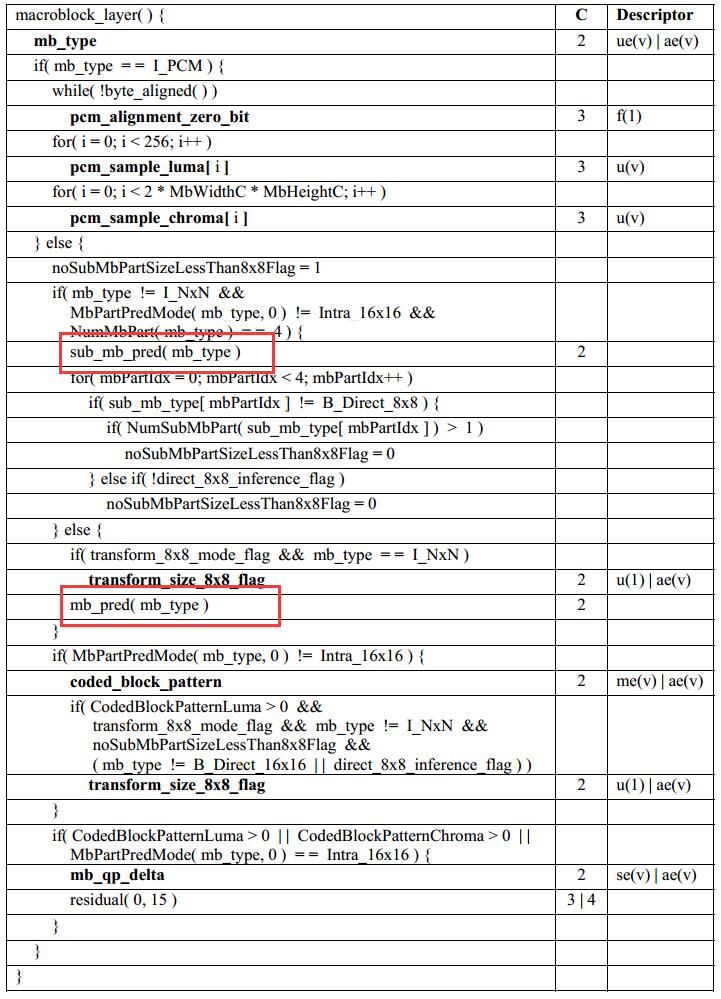 macroblock_layer( ) { C Descriptor
mb_type 2 ue(v) | ae(v)
if( mb_type = = I_PCM ) {
while( !byte_aligned( ) )
pcm_alignment_zero_bit 3 f(1)
for( i = 0; i < 256; i++ )
pcm_sample_luma[ i ] 3 u(v)
for( i = 0; i < 2 * MbWidthC * MbHeightC; i++ )
pcm_sample_chroma[ i ] 3 u(v)
} else {
noSubMbPartSizeLessThan8x8Flag = 1
if( mb_type != I_NxN &&
MbPartPredMode( mb_type, 0 ) != Intra_16x16 &&
NumMbPart( mb_type ) = = 4 ) {
sub_mb_pred( mb_type ) 2
for( mbPartIdx = 0; mbPartIdx < 4; mbPartIdx++ )
if( sub_mb_type[ mbPartIdx ] != B_Direct_8x8 ) {
if( NumSubMbPart( sub_mb_type[ mbPartIdx ] ) > 1 )
noSubMbPartSizeLessThan8x8Flag = 0
} else if( !direct_8x8_inference_flag )
noSubMbPartSizeLessThan8x8Flag = 0
} else {
if( transform_8x8_mode_flag && mb_type = = I_NxN )
transform_size_8x8_flag 2 u(1) | ae(v)
mb_pred( mb_type ) 2
}
if( MbPartPredMode( mb_type, 0 ) != Intra_16x16 ) {
coded_block_pattern 2 me(v) | ae(v)
if( CodedBlockPatternLuma > 0 &&
transform_8x8_mode_flag && mb_type != I_NxN &&
noSubMbPartSizeLessThan8x8Flag &&
( mb_type != B_Direct_16x16 | | direct_8x8_inference_flag ) )
transform_size_8x8_flag 2 u(1) | ae(v)
}
if( CodedBlockPatternLuma > 0 | | CodedBlockPatternChroma > 0 | |
MbPartPredMode( mb_type, 0 ) = = Intra_16x16 ) {
mb_qp_delta 2 se(v) | ae(v)
residual( 0, 15 ) 3 | 4
}
}
}